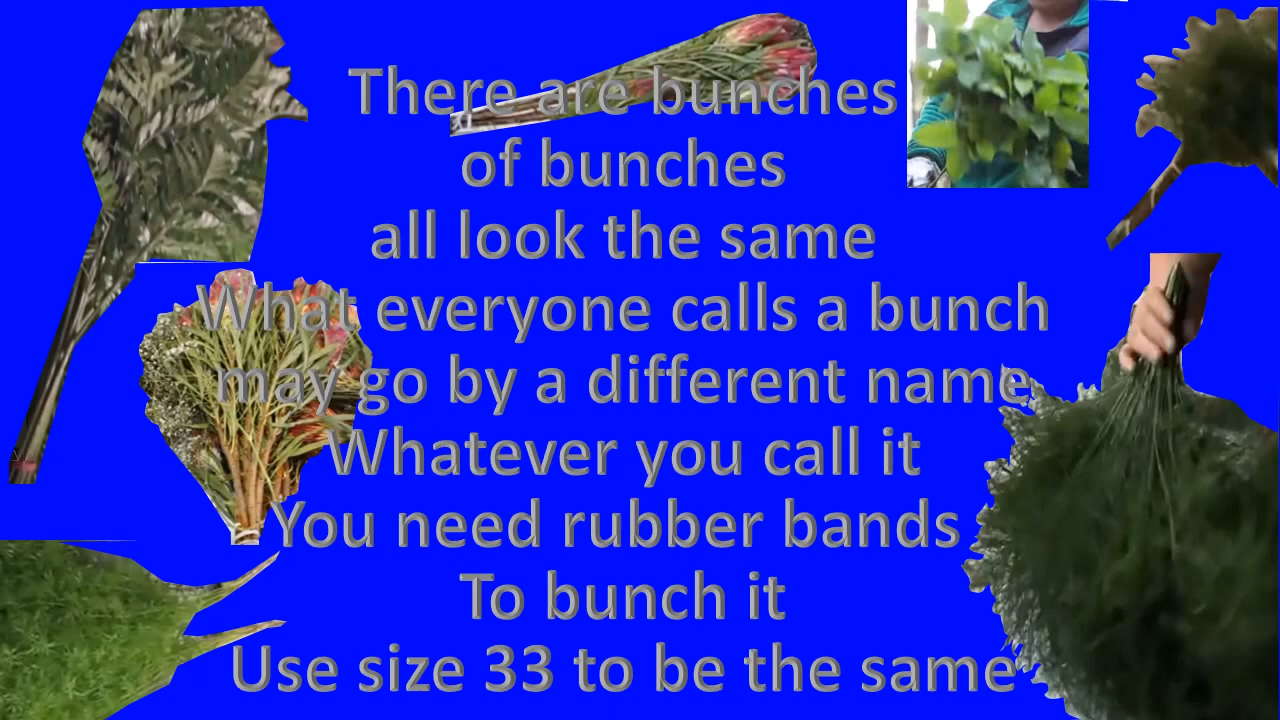 There are bunches
of bunches
all look the same
What everyone calls a bunch
may go by a different name
Whatever you call it
You need rubber bands
To bunch it
Use size 33 to be the same